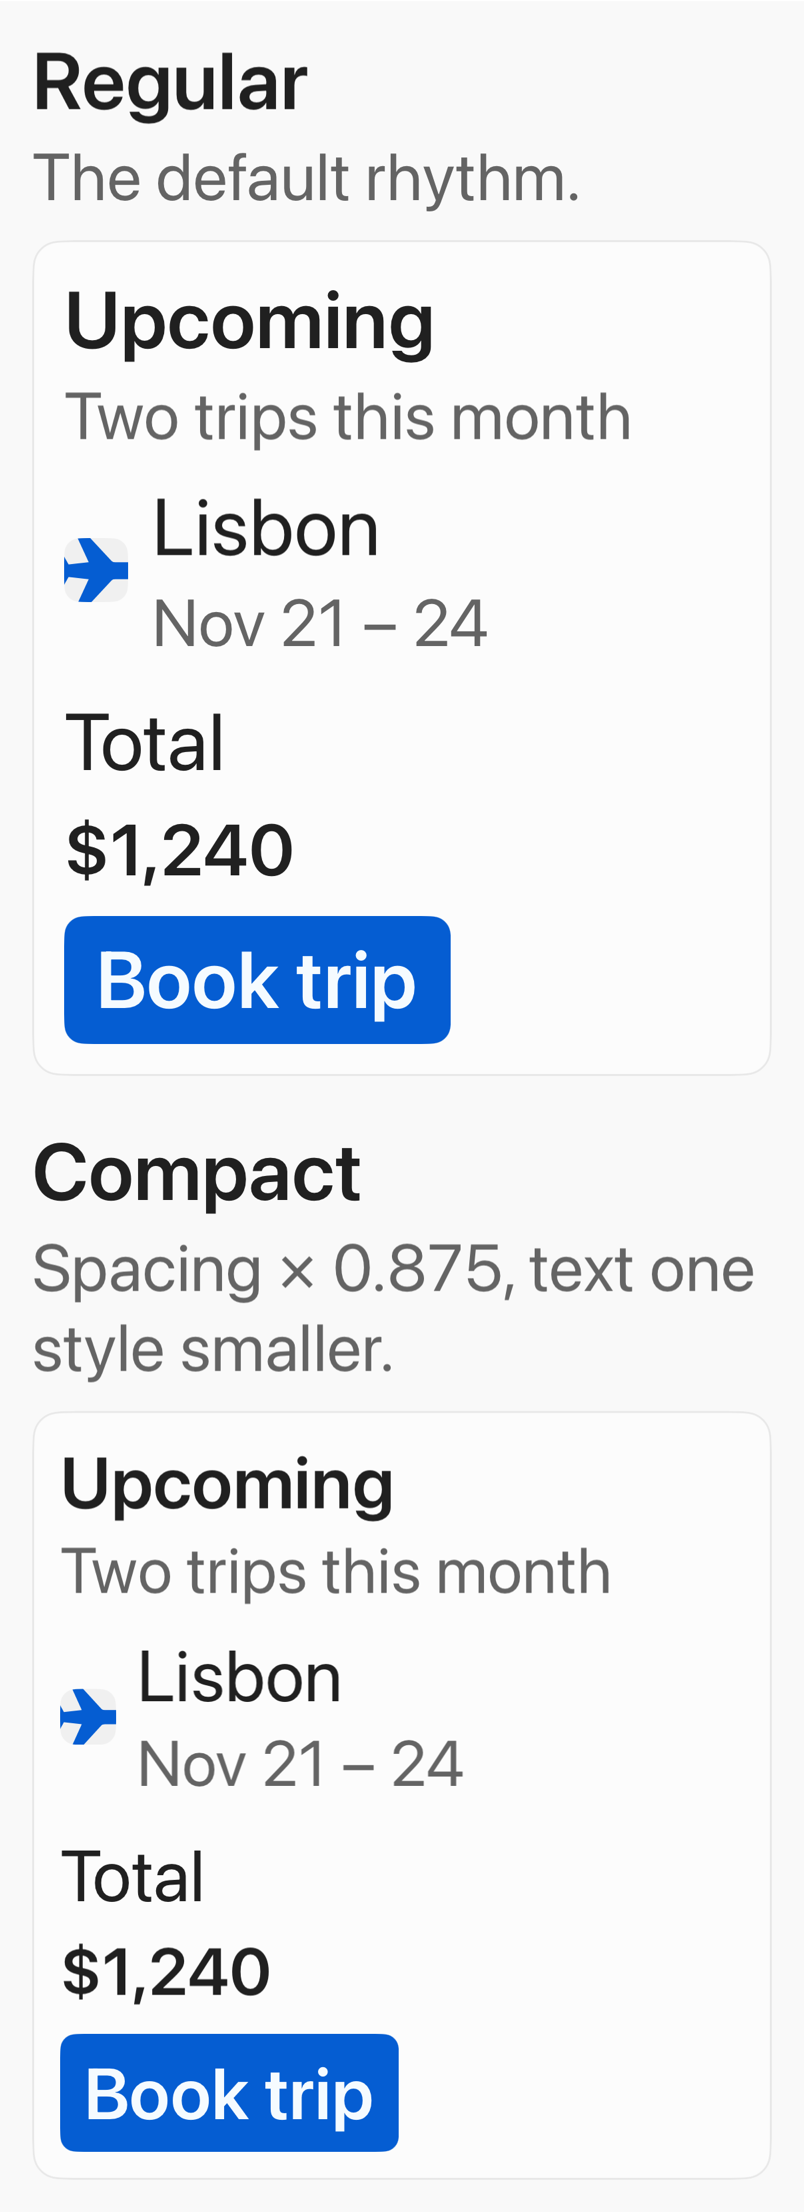 Regular
The default rhythm.
Upcoming
Two trips this month
Lisbon
Nov 21 – 24
Total
$1,240
Book trip
Compact
Spacing × 0.875, text one
style smaller.
Upcoming
Two trips this month
Lisbon
Nov 21 – 24
Total
$1,240
Book trip